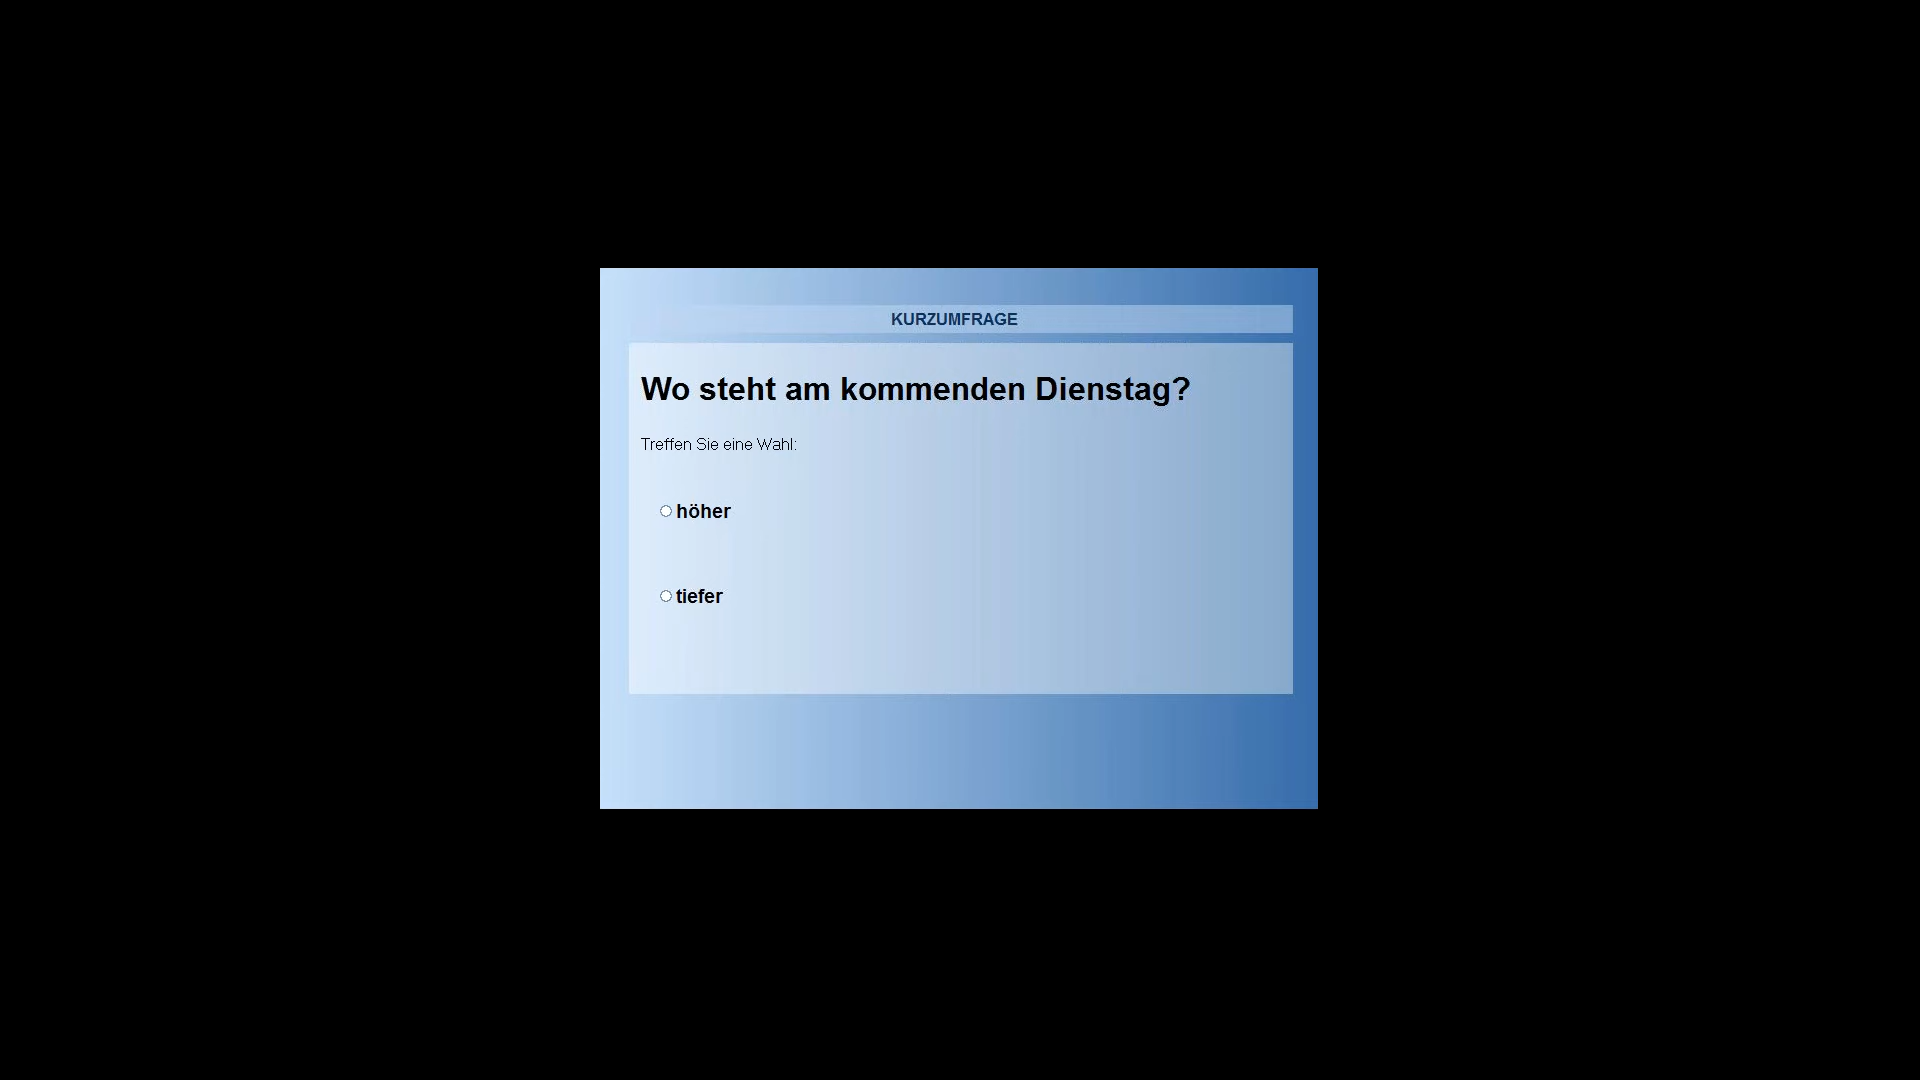 KURZUMFRAGE
Wo steht am kommenden Dienstag?
Treffen Sie eine Wahl:
höher
tiefer